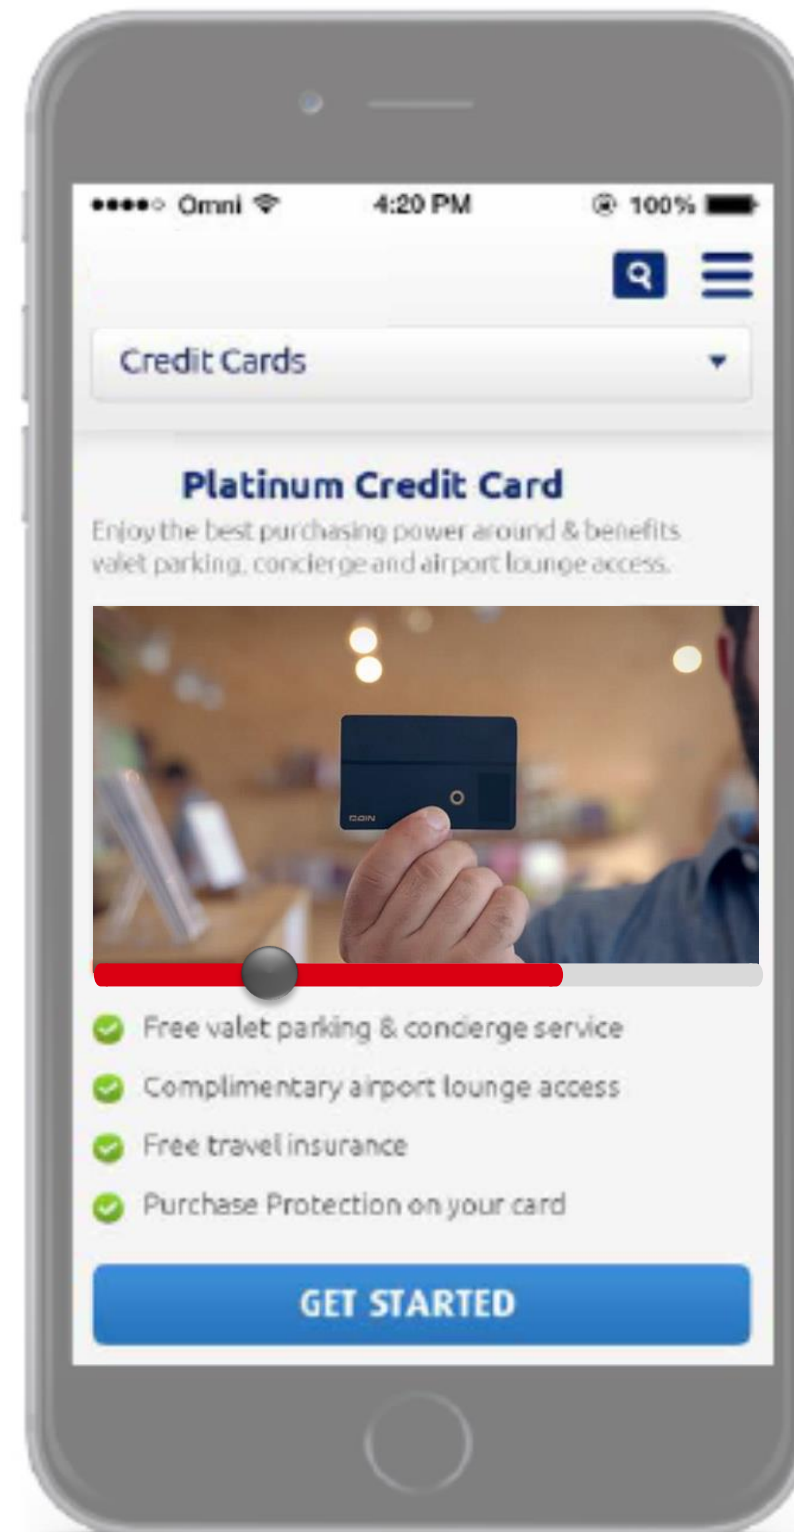 Omni 4:20 PM 100%
Credit Cards
Platinum Credit Card
Enjoy the best purchasing power around & benefits
valet parking, concierge and airport lounge access.
COIN
Free valet parking & concierge service
Complimentary airport lounge access
Free travel insurance
Purchase Protection on your card
GET STARTED